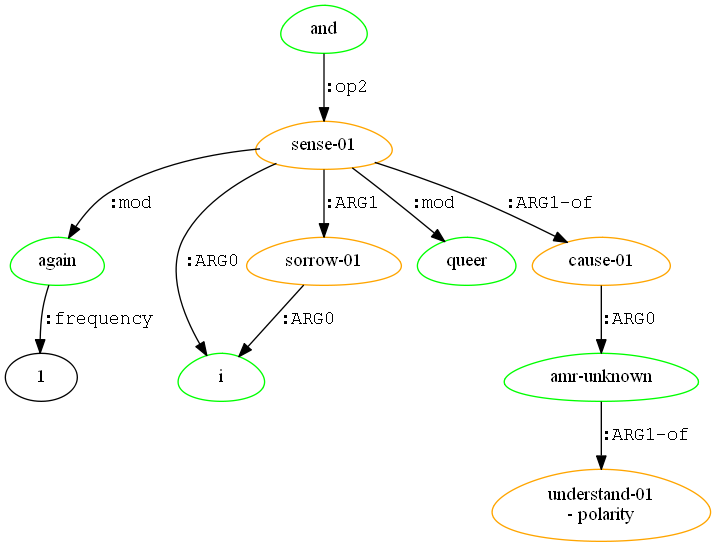 and
:op2
sense-01
:mod
:ARG0
:ARG1
:mod
:ARG1-of
again
sorrow-01
queer
cause-01
:frequency
:ARG0
:ARG0
1
i
amr-unknown
:ARG1-of
understand-01
- polarity